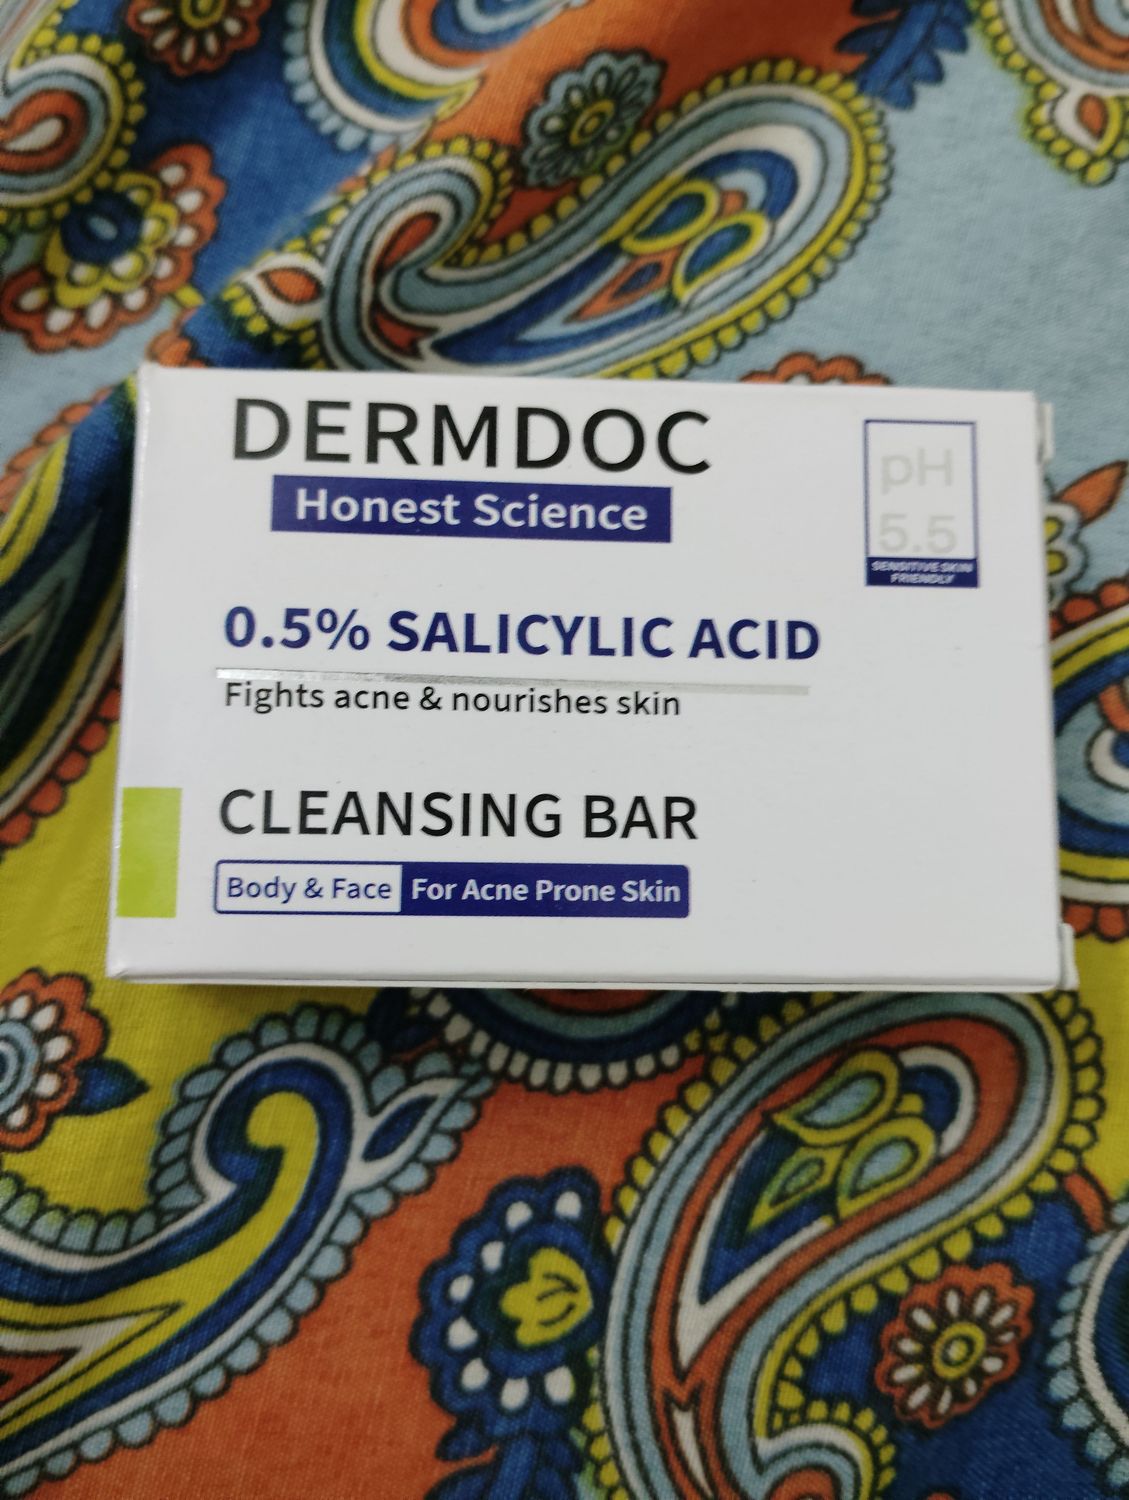 DERMDOC
Honest Science
pH
5.5
SENSITIVE SKIN
FRIENDLY
0.5% SALICYLIC ACID
Fights acne & nourishes skin
CLEANSING BAR
Body & Face For Acne Prone Skin